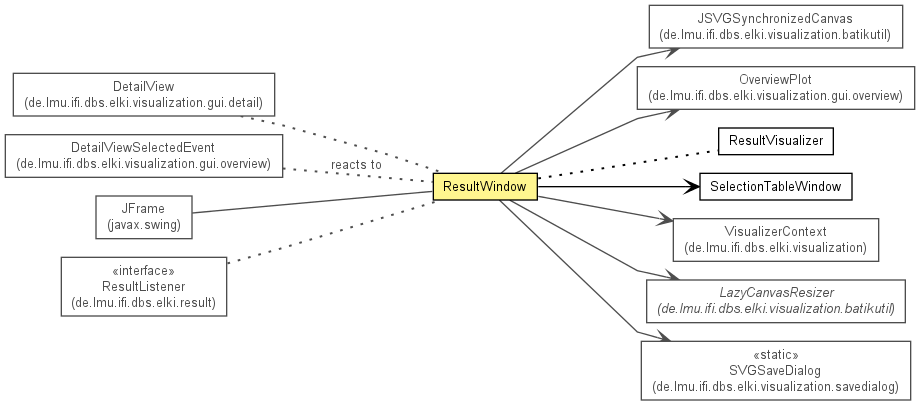 DetailView
(de.lmu.ifi.dbs.elki.visualization.gui.detail)
DetailViewSelectedEvent
(de.lmu.ifi.dbs.elki.visualization.gui.overview)
reacts to
JFrame
(javax.swing)
«interface»
ResultListener
(de.lmu.ifi.dbs.elki.result)
ResultWindow
JSVGSynchronizedCanvas
(de.lmu.ifi.dbs.elki.visualization.batikutil)
OverviewPlot
(de.lmu.ifi.dbs.elki.visualization.gui.overview)
ResultVisualizer
SelectionTableWindow
VisualizerContext
(de.lmu.ifi.dbs.elki.visualization)
LazyCanvasResizer
(de.lmu.ifi.dbs.elki.visualization.batikutil)
«static»
SVGSaveDialog
(de.lmu.ifi.dbs.elki.visualization.savedialog)